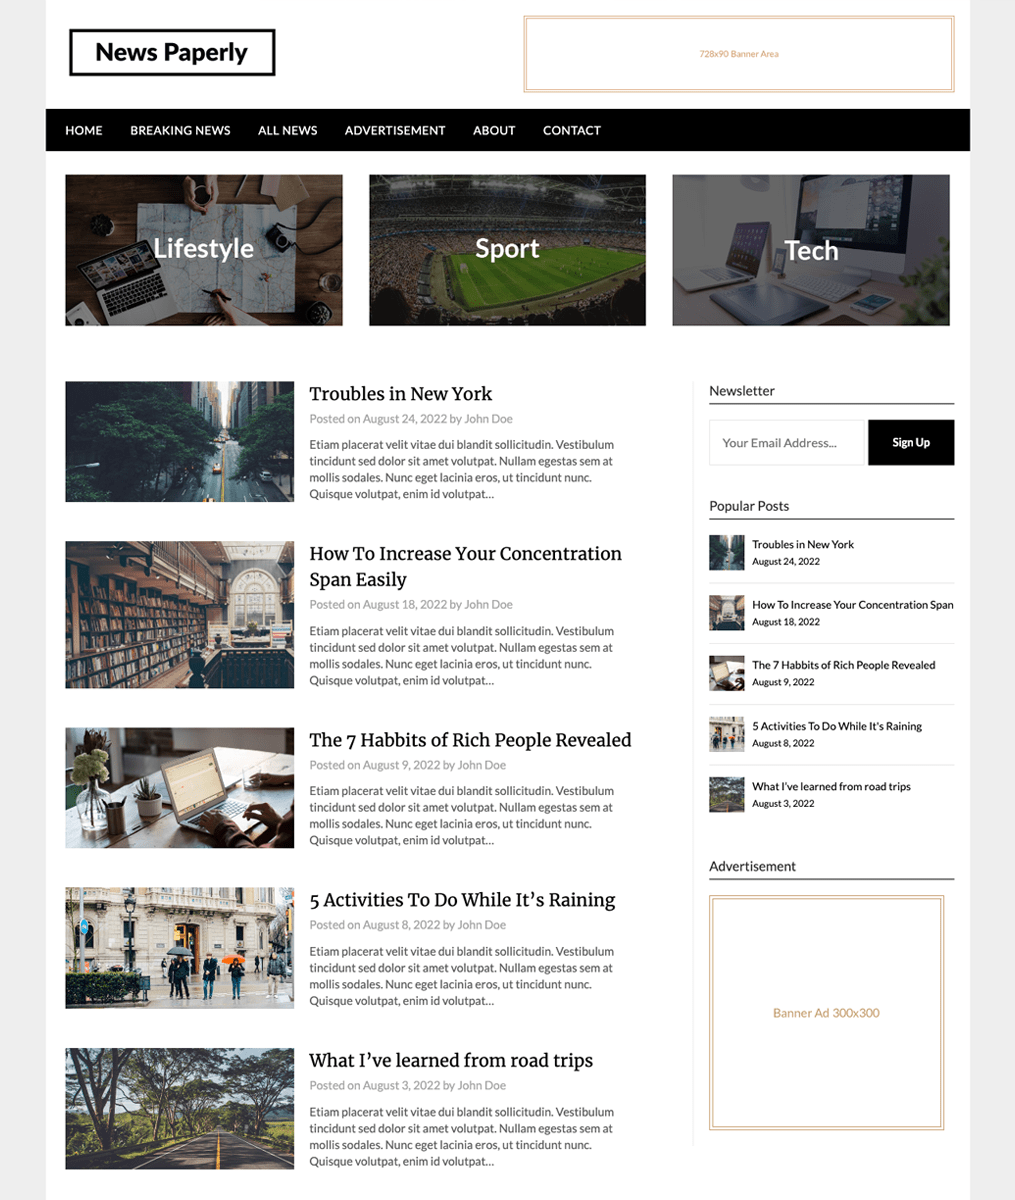 News Paperly
728x90 Banner Area
HOME BREAKING NEWS ALL NEWS ADVERTISEMENT ABOUT CONTACT
Lifestyle
Sport
Tech
Troubles in New York
Posted on August 24, 2022 by John Doe
Etiam placerat velit vitae dui blandit sollicitudin. Vestibulum
tincidunt sed dolor sit amet volutpat. Nullam egestas sem at
mollis sodales. Nunc eget lacinia eros, ut tincidunt nunc.
Quisque volutpat, enim id volutpat...
How To Increase Your Concentration
Span Easily
Posted on August 18, 2022 by John Doe
Etiam placerat velit vitae dui blandit sollicitudin. Vestibulum
tincidunt sed dolor sit amet volutpat. Nullam egestas sem at
mollis sodales. Nunc eget lacinia eros, ut tincidunt nunc.
Quisque volutpat, enim id volutpat...
The 7 Habbits of Rich People Revealed
Posted on August 9, 2022 by John Doe
Etiam placerat velit vitae dui blandit sollicitudin. Vestibulum
tincidunt sed dolor sit amet volutpat. Nullam egestas sem at
mollis sodales. Nunc eget lacinia eros, ut tincidunt nunc.
Quisque volutpat, enim id volutpat...
5 Activities To Do While It’s Raining
Posted on August 8, 2022 by John Doe
Etiam placerat velit vitae dui blandit sollicitudin. Vestibulum
tincidunt sed dolor sit amet volutpat. Nullam egestas sem at
mollis sodales. Nunc eget lacinia eros, ut tincidunt nunc.
Quisque volutpat, enim id volutpat...
What I’ve learned from road trips
Posted on August 3, 2022 by John Doe
Etiam placerat velit vitae dui blandit sollicitudin. Vestibulum
tincidunt sed dolor sit amet volutpat. Nullam egestas sem at
mollis sodales. Nunc eget lacinia eros, ut tincidunt nunc.
Quisque volutpat, enim id volutpat...
Newsletter
Your Email Address...
Sign Up
Popular Posts
Troubles in New York
August 24, 2022
How To Increase Your Concentration Span
August 18, 2022
The 7 Habbits of Rich People Revealed
August 9, 2022
5 Activities To Do While It's Raining
August 8, 2022
What I’ve learned from road trips
August 3, 2022
Advertisement
Banner Ad 300x300